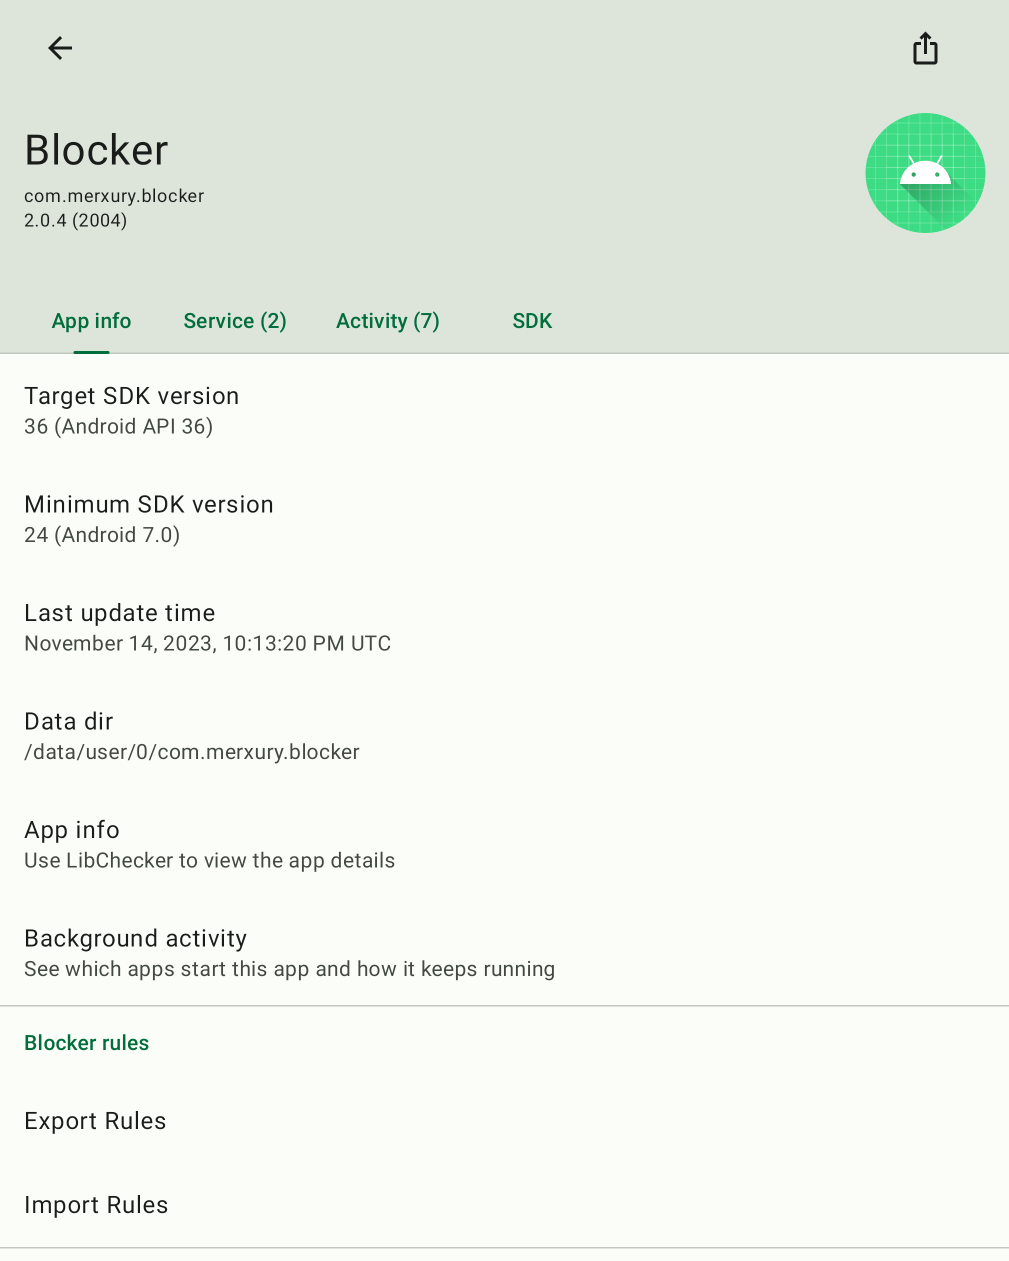 Blocker
com.merxury.blocker
2.0.4 (2004)
App info
Service (2)
Activity (7)
SDK
Target SDK version
36 (Android API 36)
Minimum SDK version
24 (Android 7.0)
Last update time
November 14, 2023, 10:13:20 PM UTC
Data dir
/data/user/0/com.merxury.blocker
App info
Use LibChecker to view the app details
Background activity
See which apps start this app and how it keeps running
Blocker rules
Export Rules
Import Rules